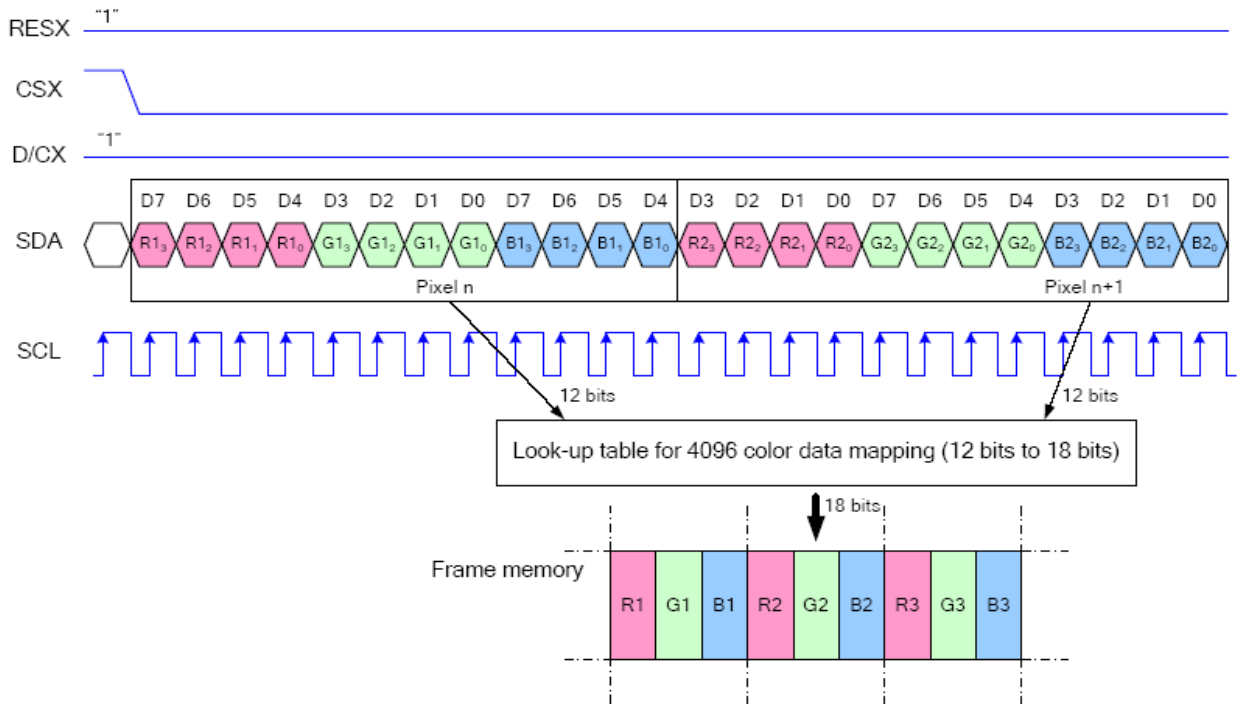 RESX "1"
CSX
D/CX "1"
D7 D6 D5 D4 D3 D2 D1 D0 D7 D6 D5 D4 D3 D2 D1 D0 D7 D6 D5 D4 D3 D2 D1 D0
SDA R1₃ R1₂ R1₁ R1₀ G1₃ G1₂ G1₁ G1₀ B1₃ B1₂ B1₁ B1₀ R2₃ R2₂ R2₁ R2₀ G2₃ G2₂ G2₁ G2₀ B2₃ B2₂ B2₁ B2₀
Pixel n Pixel n+1
SCL
12 bits 12 bits
Look-up table for 4096 color data mapping (12 bits to 18 bits)
18 bits
Frame memory
R1 G1 B1 R2 G2 B2 R3 G3 B3